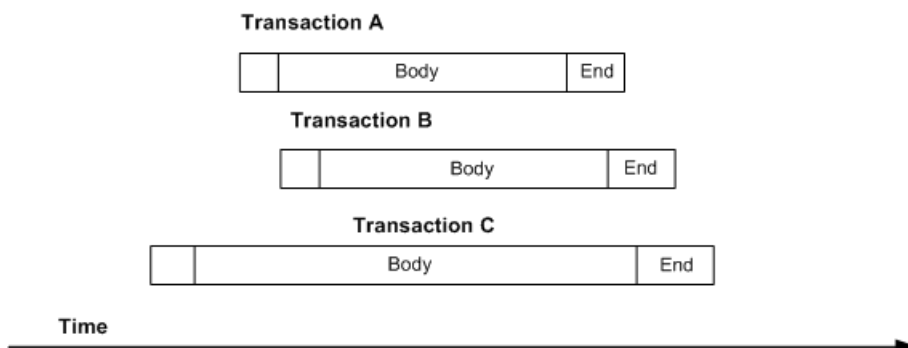 Transaction A
Body End
Transaction B
Body End
Transaction C
Body End
Time